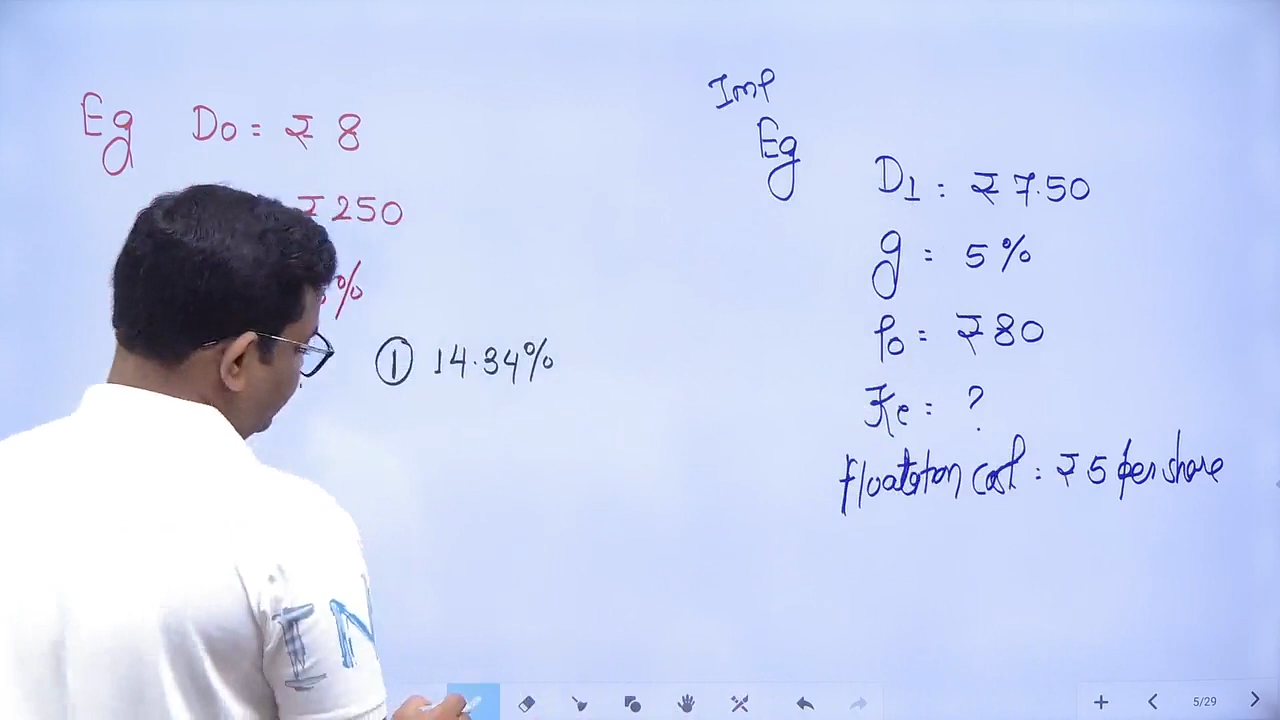 Eg D0 = ₹ 8
₹ 250
%
① 14.34%
Imp
Eg
D1 : ₹ 7.50
g = 5%
P0 = ₹ 80
Ke = ?
floatation cost : ₹ 5 per share
IN
5/29